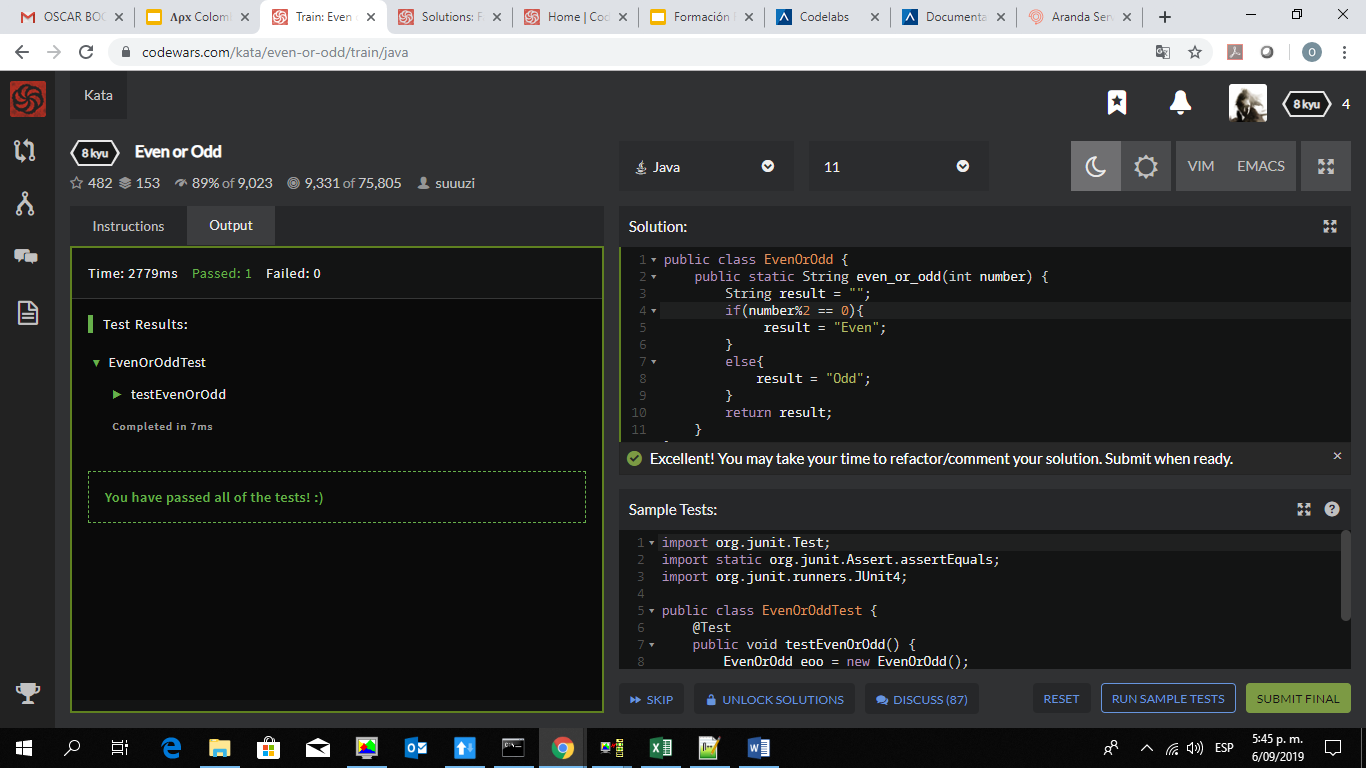 OSCAR BOC
Λρχ Colom
Train: Even
Solutions: F
Home | Cod
Formación
Codelabs
Documenta
Aranda Ser
codewars.com/kata/even-or-odd/train/java
O
Kata
8 kyu 4
8 kyu Even or Odd
482 153 89% of 9,023 9,331 of 75,805 suuuzi
Java
11
VIM EMACS
Instructions Output
Time: 2779ms Passed: 1 Failed: 0
Test Results:
EvenOrOddTest
testEvenOrOdd
Completed in 7ms
You have passed all of the tests! :)
Solution:
1 public class EvenOrOdd {
2 public static String even_or_odd(int number) {
3 String result = "";
4 if(number%2 == 0){
5 result = "Even";
6 }
7 else{
8 result = "Odd";
9 }
10 return result;
11 }
Excellent! You may take your time to refactor/comment your solution. Submit when ready.
Sample Tests:
1 import org.junit.Test;
2 import static org.junit.Assert.assertEquals;
3 import org.junit.runners.JUnit4;
4
5 public class EvenOrOddTest {
6 @Test
7 public void testEvenOrOdd() {
8 EvenOrOdd eoo = new EvenOrOdd();
SKIP UNLOCK SOLUTIONS DISCUSS (87) RESET RUN SAMPLE TESTS SUBMIT FINAL
ESP
5:45 p. m.
6/09/2019